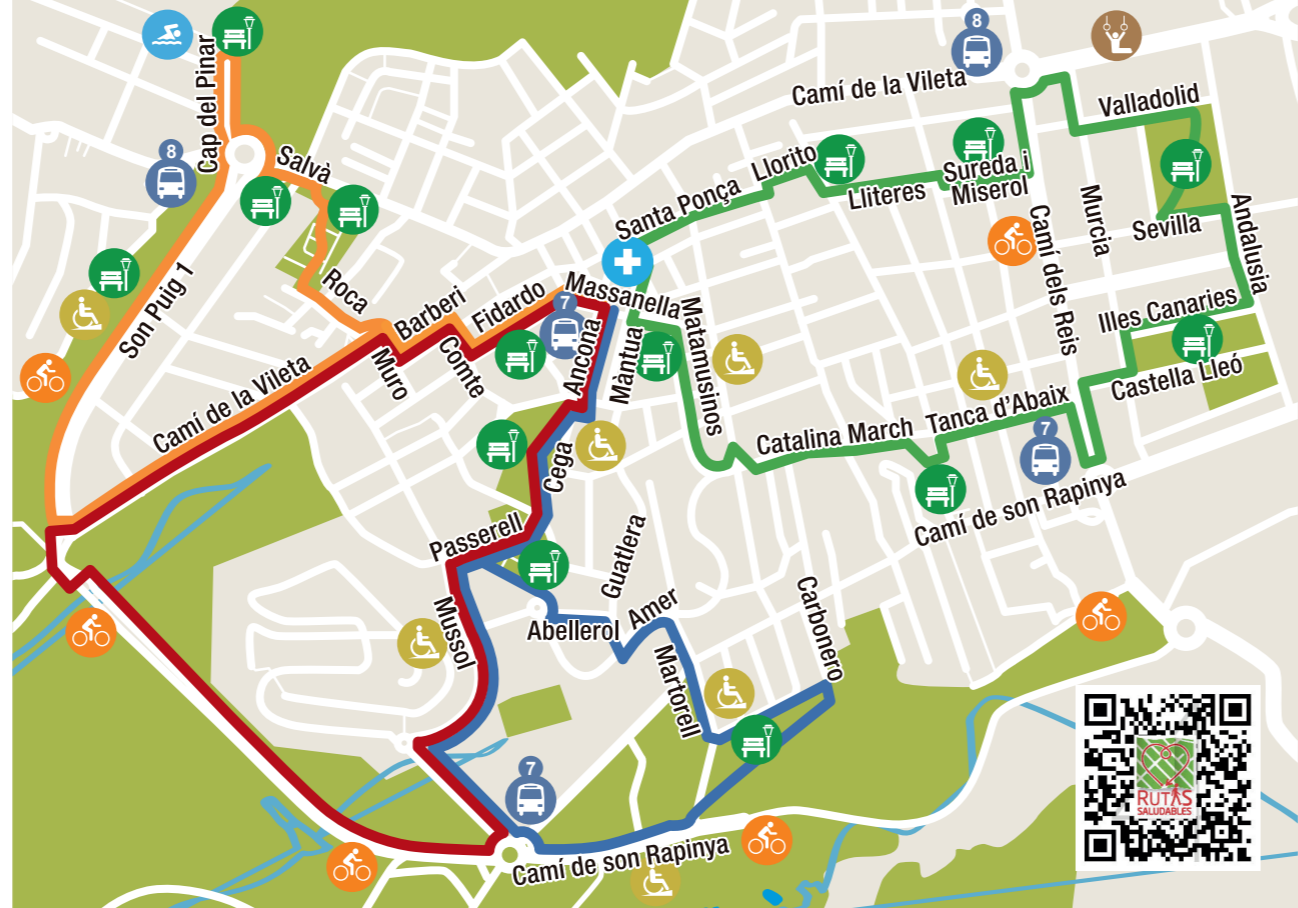 8
Camí de la Vileta
Cap del Pinar
Valladolid
8
Salvà
Llorito
Sureda i
Miserol
Lliteres
Santa Ponça
Murcia
Andalusia
Sevilla
Camí dels Reis
Son Puig 1
Roca
Barberi
Fidardo
Massanella
7
Matamusinos
Illes Canaries
Muro
Comte
Ancona
Màntua
Castella Lleó
Camí de la Vileta
Tanca d'Abaix
Catalina March
7
Cega
Camí de son Rapinya
Passerell
Guatlera
Mussol
Abellerol
Amer
Carbonero
Martorell
7
RUTAS
SALUDABLES
Camí de son Rapinya